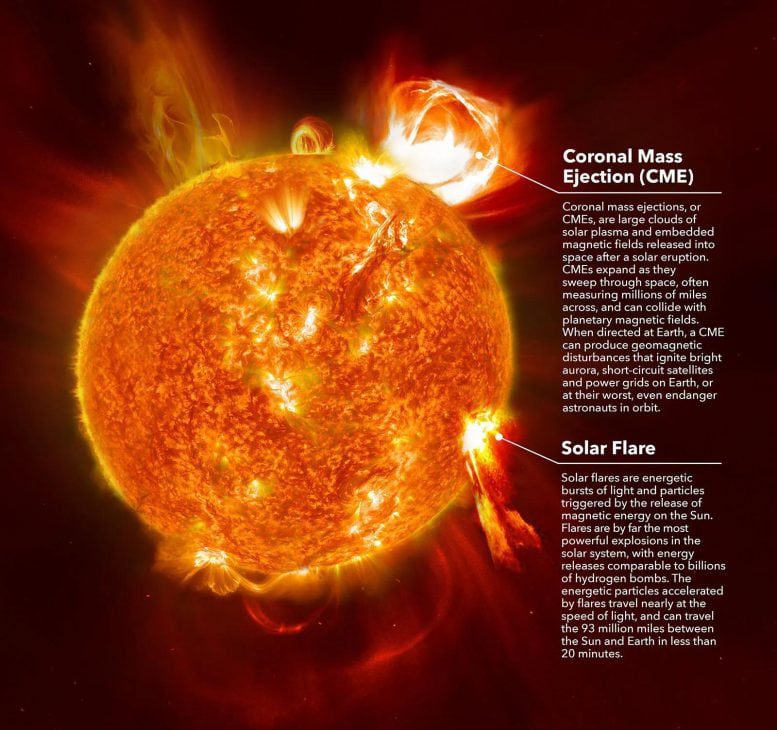 Coronal Mass
Ejection (CME)
Coronal mass ejections, or
CMEs, are large clouds of
solar plasma and embedded
magnetic fields released into
space after a solar eruption.
CMEs expand as they
sweep through space, often
measuring millions of miles
across, and can collide with
planetary magnetic fields.
When directed at Earth, a CME
can produce geomagnetic
disturbances that ignite bright
aurora, short-circuit satellites
and power grids on Earth, or
at their worst, even endanger
astronauts in orbit.
Solar Flare
Solar flares are energetic
bursts of light and particles
triggered by the release of
magnetic energy on the Sun.
Flares are by far the most
powerful explosions in the
solar system, with energy
releases comparable to billions
of hydrogen bombs. The
energetic particles accelerated
by flares travel nearly at the
speed of light, and can travel
the 93 million miles between
the Sun and Earth in less than
20 minutes.